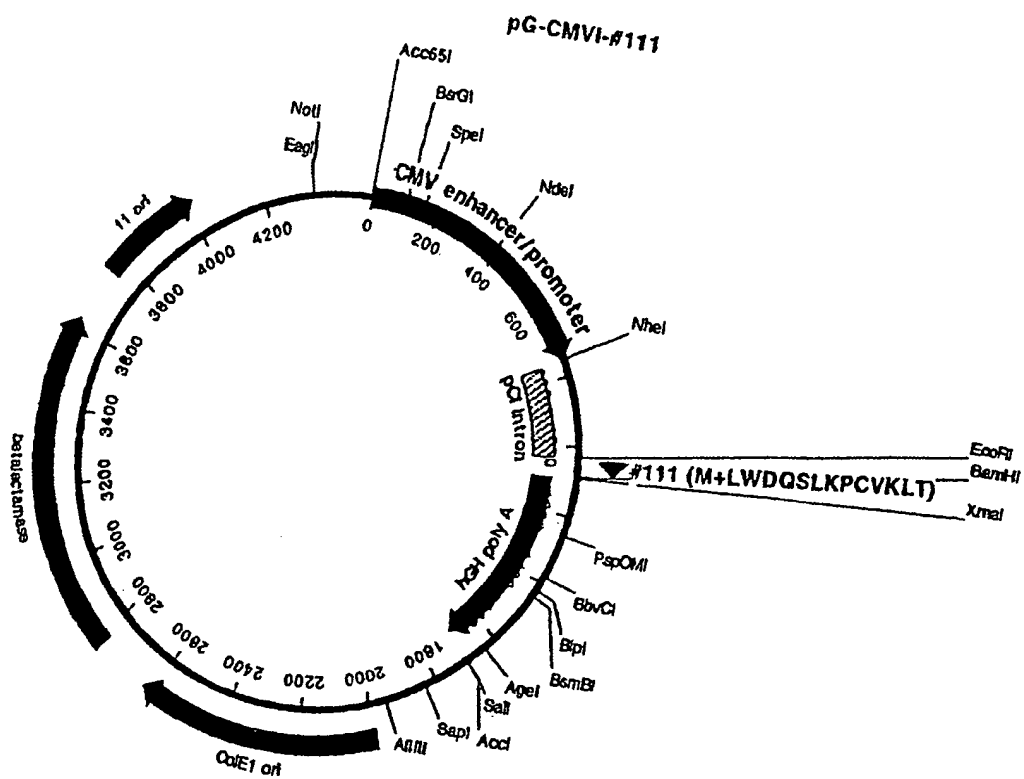 pG-CMVI-#111
Acc65I
BsrGI
SpeI
NotI
EagI
NdeI
CMV enhancer/promoter
f1 ori
0
200
400
600
NheI
pCI Intron
EcoRI
#111 (M+LWDQSLKPCVKLT)
BamHI
XmaI
hGH poly A
PspOMI
BbvCI
BlpI
BsmBI
AgeI
SalI
AccI
SapI
AflIII
1800
2000
2200
2400
2600
2800
3000
3200
3400
3600
3800
4000
4200
ColE1 ori
betalactamase